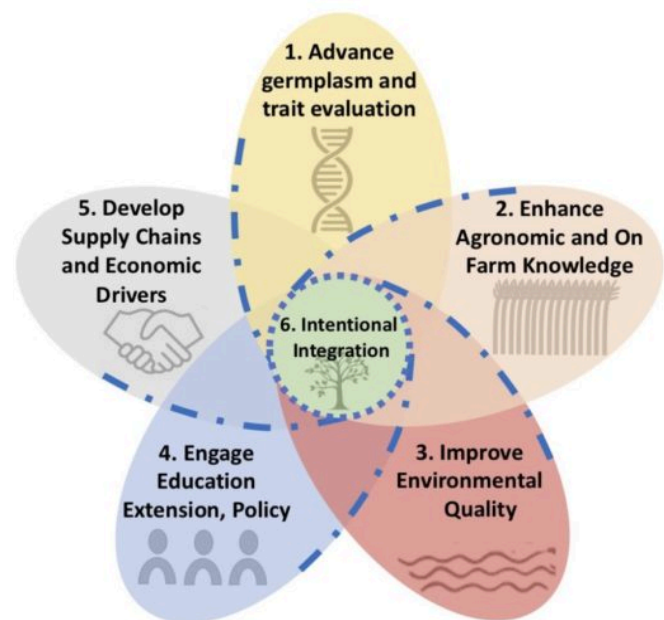 1. Advance
germplasm and
trait evaluation
2. Enhance
Agronomic and On
Farm Knowledge
3. Improve
Environmental
Quality
4. Engage
Education
Extension, Policy
5. Develop
Supply Chains
and Economic
Drivers
6. Intentional
Integration